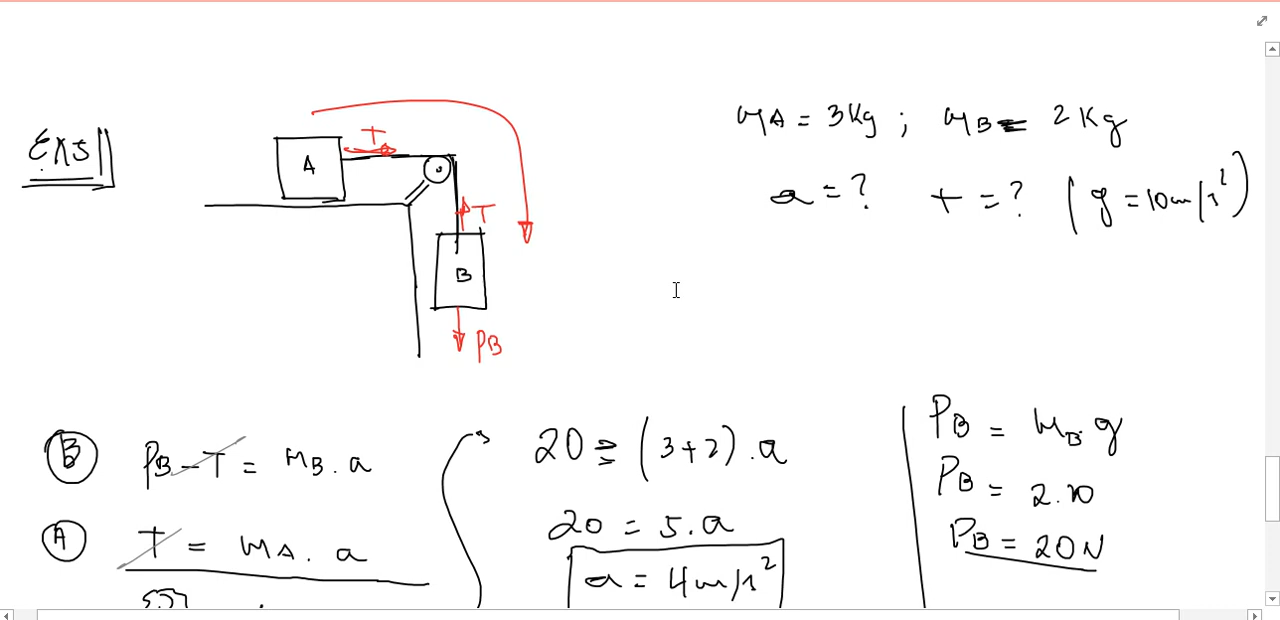 EXS
T
A
T
B
PB
mA = 3Kg ; mB = 2Kg
a = ? T = ? (g = 10m/s²)
B PB - T = mB . a
A T = mA . a
20 = (3+2) . a
20 = 5 . a
a = 4m/s²
PB = mB . g
PB = 2 . 10
PB = 20N